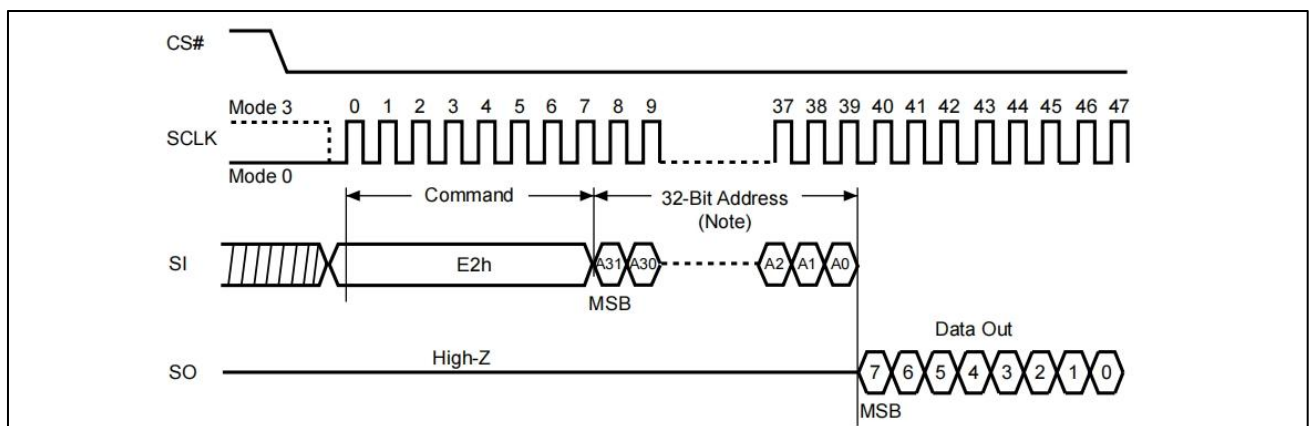 CS#
Mode 3 0 1 2 3 4 5 6 7 8 9 37 38 39 40 41 42 43 44 45 46 47
SCLK
Mode 0
Command 32-Bit Address
(Note)
SI E2h A31 A30 A2 A1 A0
MSB
Data Out
High-Z
SO 7 6 5 4 3 2 1 0
MSB